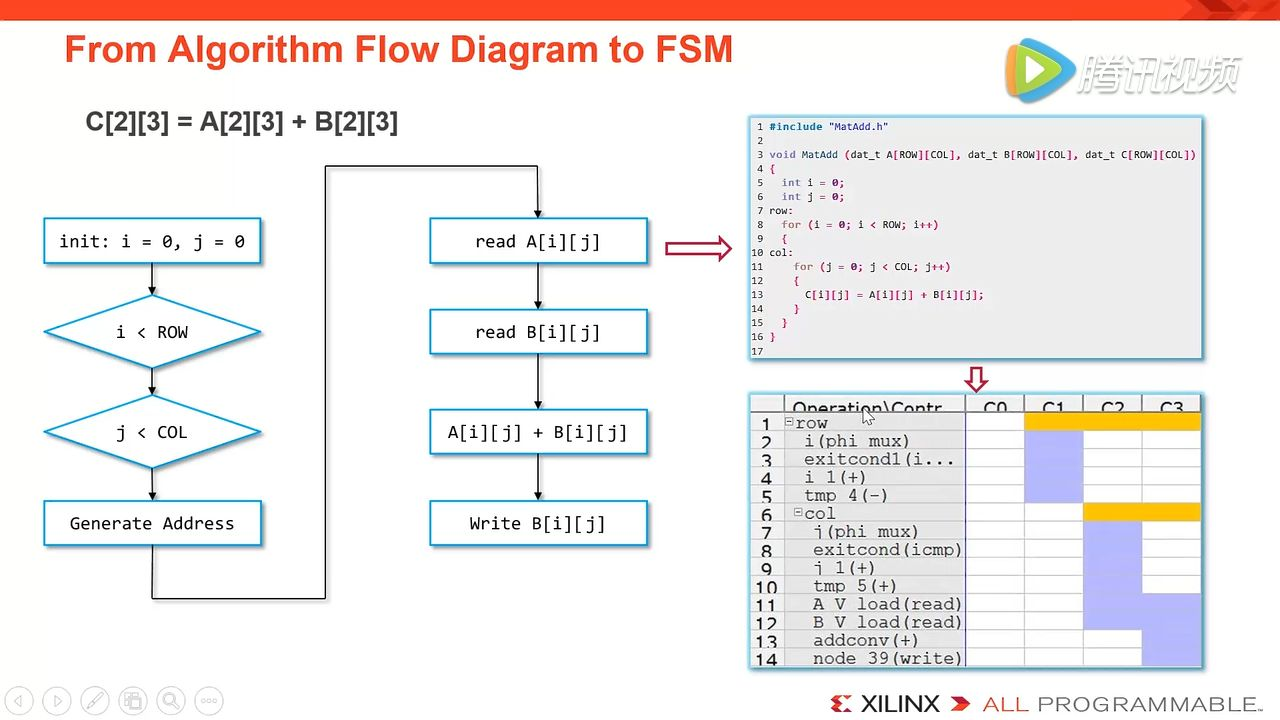 From Algorithm Flow Diagram to FSM
腾讯视频
C[2][3] = A[2][3] + B[2][3]
init: i = 0, j = 0
i < ROW
j < COL
Generate Address
read A[i][j]
read B[i][j]
A[i][j] + B[i][j]
Write B[i][j]
1 #include "MatAdd.h"
2
3 void MatAdd (dat_t A[ROW][COL], dat_t B[ROW][COL], dat_t C[ROW][COL])
4 {
5 int i = 0;
6 int j = 0;
7 row:
8 for (i = 0; i < ROW; i++)
9 {
10 col:
11 for (j = 0; j < COL; j++)
12 {
13 C[i][j] = A[i][j] + B[i][j];
14 }
15 }
16 }
17
Operation\Contr C0 C1 C2 C3
1 row
2 i(phi mux)
3 exitcond1(i...
4 i 1(+)
5 tmp 4(-)
6 col
7 j(phi mux)
8 exitcond(icmp)
9 j 1(+)
10 tmp 5(+)
11 A V load(read)
12 B V load(read)
13 addconv(+)
14 node 39(write)
XILINX ALL PROGRAMMABLE™